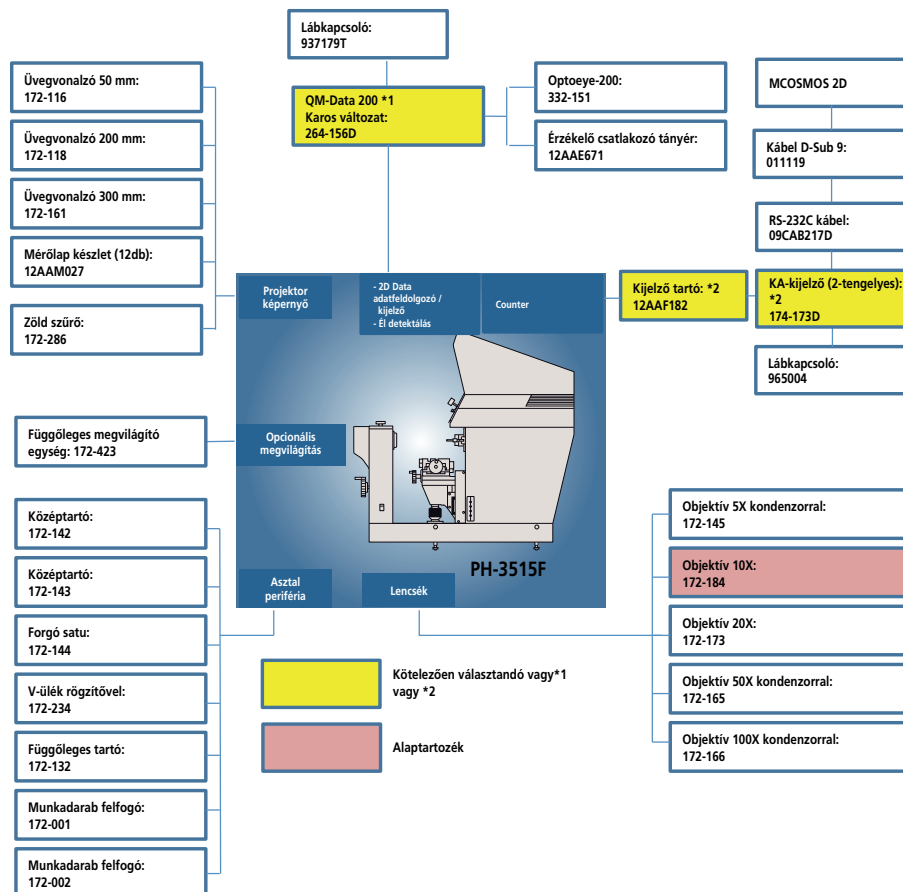 Lábkapcsoló:
937179T
Üvegvonalzó 50 mm:
172-116
Üvegvonalzó 200 mm:
172-118
Üvegvonalzó 300 mm:
172-161
Mérőlap készlet (12db):
12AAM027
Zöld szűrő:
172-286
QM-Data 200 *1
Karos változat:
264-156D
Optoeye-200:
332-151
Érzékelő csatlakozó tányér:
12AAE671
MCOSMOS 2D
Kábel D-Sub 9:
011119
RS-232C kábel:
09CAB217D
Kijelző tartó: *2
12AAF182
KA-kijelző (2-tengelyes):
*2
174-173D
Lábkapcsoló:
965004
Projektor
képernyő
- 2D Data
adatfeldolgozó /
kijelző
- Él detektálás
Counter
Függőleges megvilágító
egység: 172-423
Opcionális
megvilágítás
PH-3515F
Asztal
periféria
Lencsék
Középtartó:
172-142
Középtartó:
172-143
Forgó satu:
172-144
V-ülék rögzítővel:
172-234
Függőleges tartó:
172-132
Munkadarab felfogó:
172-001
Munkadarab felfogó:
172-002
Kötelezően választandó vagy*1
vagy *2
Alaptartozék
Objektív 5X kondenzorral:
172-145
Objektív 10X:
172-184
Objektív 20X:
172-173
Objektív 50X kondenzorral:
172-165
Objektív 100X kondenzorral:
172-166